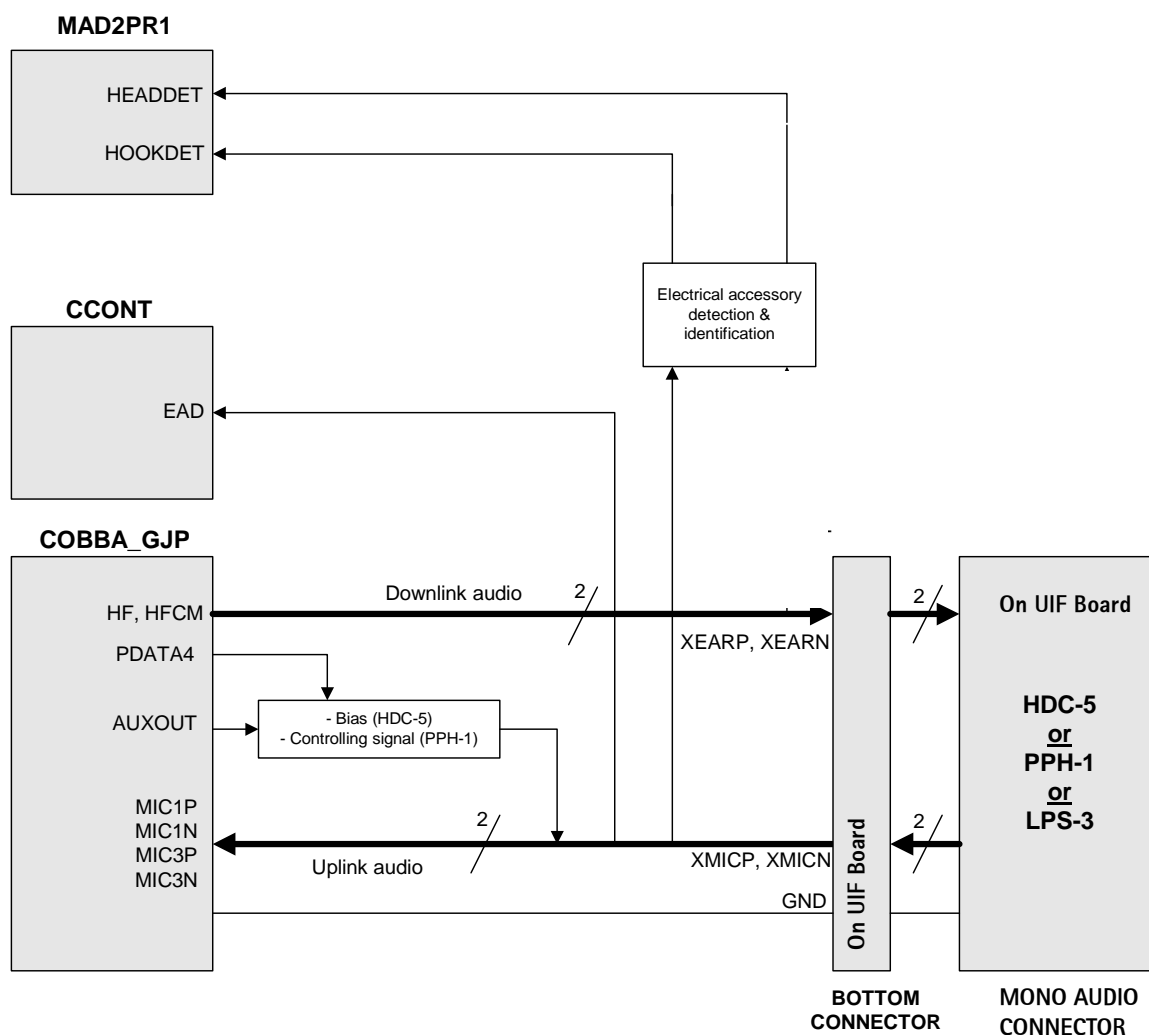 MAD2PR1
HEADDET
HOOKDET
Electrical accessory
detection &
identification
CCONT
EAD
COBBA_GJP
HF, HFCM
PDATA4
AUXOUT
MIC1P
MIC1N
MIC3P
MIC3N
Downlink audio
2
XEARP, XEARN
- Bias (HDC-5)
- Controlling signal (PPH-1)
2
Uplink audio
XMICP, XMICN
GND
On UIF Board
2
2
On UIF Board
HDC-5
or
PPH-1
or
LPS-3
BOTTOM
CONNECTOR
MONO AUDIO
CONNECTOR